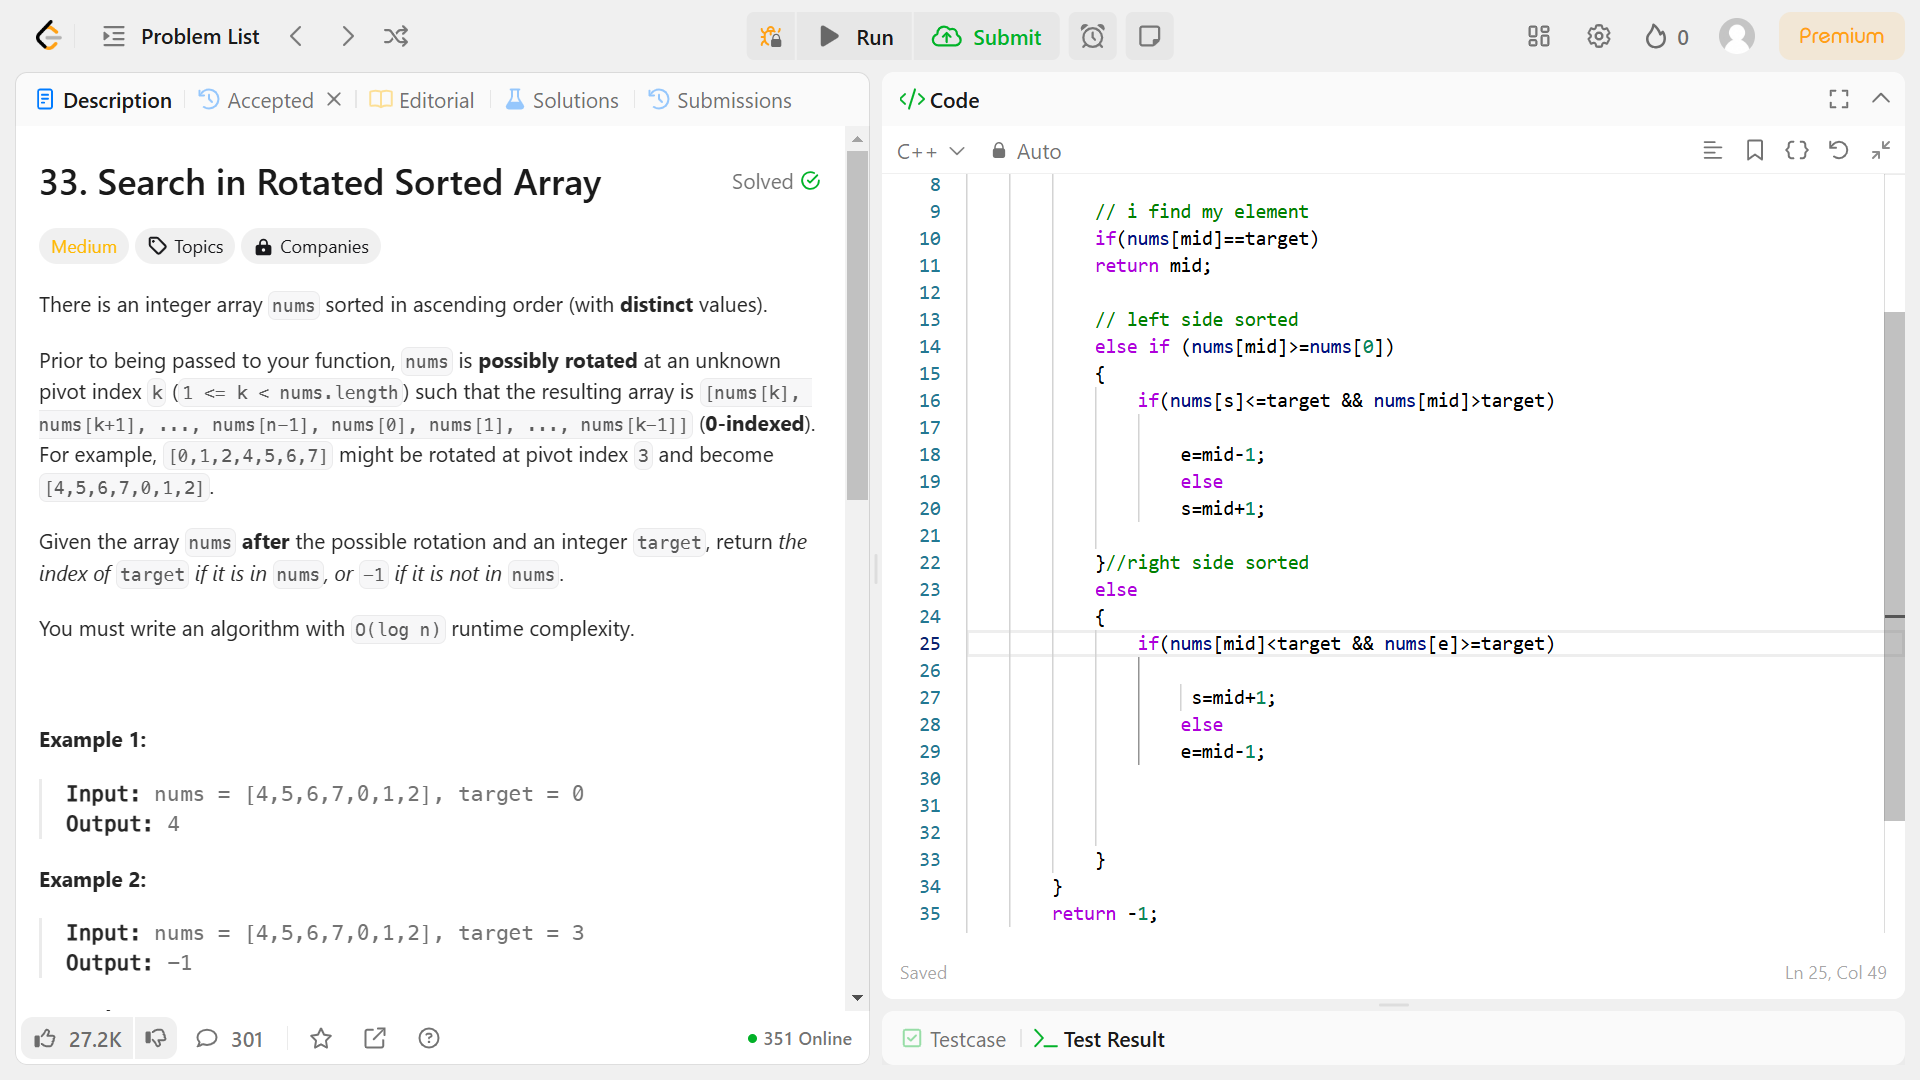 Problem List
Run
Submit
0
Premium
Description
Accepted
Editorial
Solutions
Submissions
33. Search in Rotated Sorted Array
Solved
Medium
Topics
Companies
There is an integer array nums sorted in ascending order (with distinct values).
Prior to being passed to your function, nums is possibly rotated at an unknown
pivot index k (1 <= k < nums.length) such that the resulting array is [nums[k],
nums[k+1], ..., nums[n-1], nums[0], nums[1], ..., nums[k-1]] (0-indexed).
For example, [0,1,2,4,5,6,7] might be rotated at pivot index 3 and become
[4,5,6,7,0,1,2].
Given the array nums after the possible rotation and an integer target, return the
index of target if it is in nums, or -1 if it is not in nums.
You must write an algorithm with O(log n) runtime complexity.
Example 1:
Input: nums = [4,5,6,7,0,1,2], target = 0
Output: 4
Example 2:
Input: nums = [4,5,6,7,0,1,2], target = 3
Output: -1
27.2K
301
351 Online
</> Code
C++
Auto
8
9 // i find my element
10 if(nums[mid]==target)
11 return mid;
12
13 // left side sorted
14 else if (nums[mid]>=nums[0])
15 {
16 if(nums[s]<=target && nums[mid]>target)
17
18 e=mid-1;
19 else
20 s=mid+1;
21
22 }//right side sorted
23 else
24 {
25 if(nums[mid]<target && nums[e]>=target)
26
27 s=mid+1;
28 else
29 e=mid-1;
30
31
32
33 }
34 }
35 return -1;
Saved
Ln 25, Col 49
Testcase
Test Result